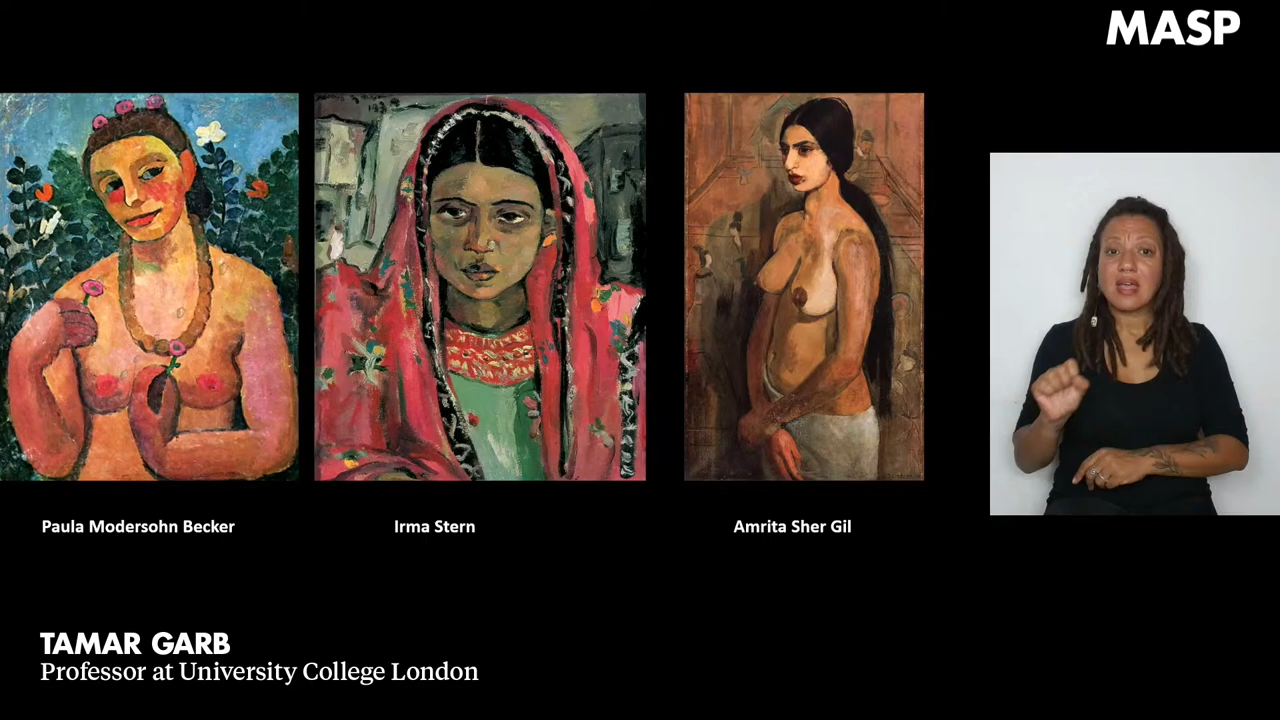 MASP
Paula Modersohn Becker
Irma Stern
Amrita Sher Gil
TAMAR GARB
Professor at University College London